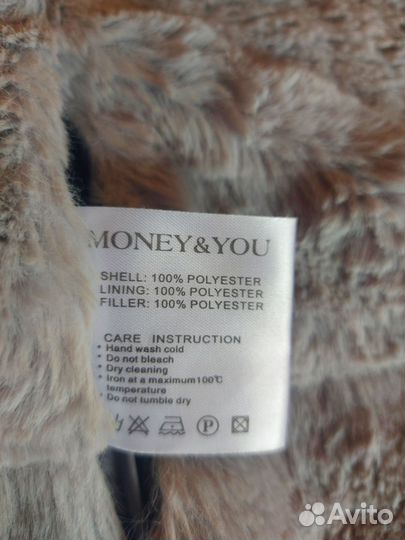 MONEY&YOU
SHELL: 100% POLYESTER
LINING: 100% POLYESTER
FILLER: 100% POLYESTER
CARE INSTRUCTION
* Hand wash cold
* Do not bleach
* Dry cleaning
* Iron at a maximum100℃
temperature
* Do not tumble dry
P
Avito